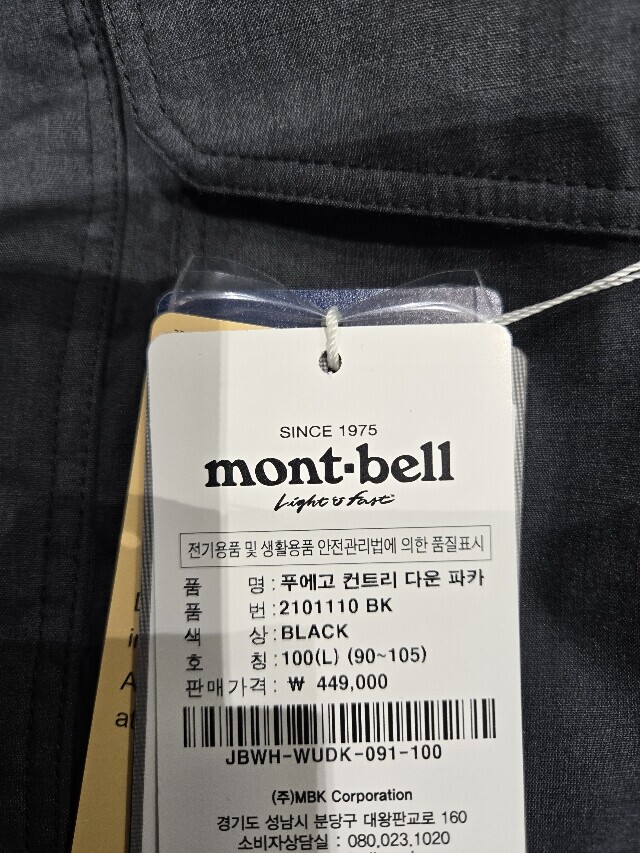 SINCE 1975
mont-bell
Light & Fast
전기용품 및 생활용품 안전관리법에 의한 품질표시
품 명 : 푸에고 컨트리 다운 파카
품 번 : 2101110 BK
색 상 : BLACK
호 칭 : 100(L) (90~105)
판매가격 : ₩ 449,000
JBWH-WUDK-091-100
(주)MBK Corporation
경기도 성남시 분당구 대왕판교로 160
소비자상담실 : 080.023.1020